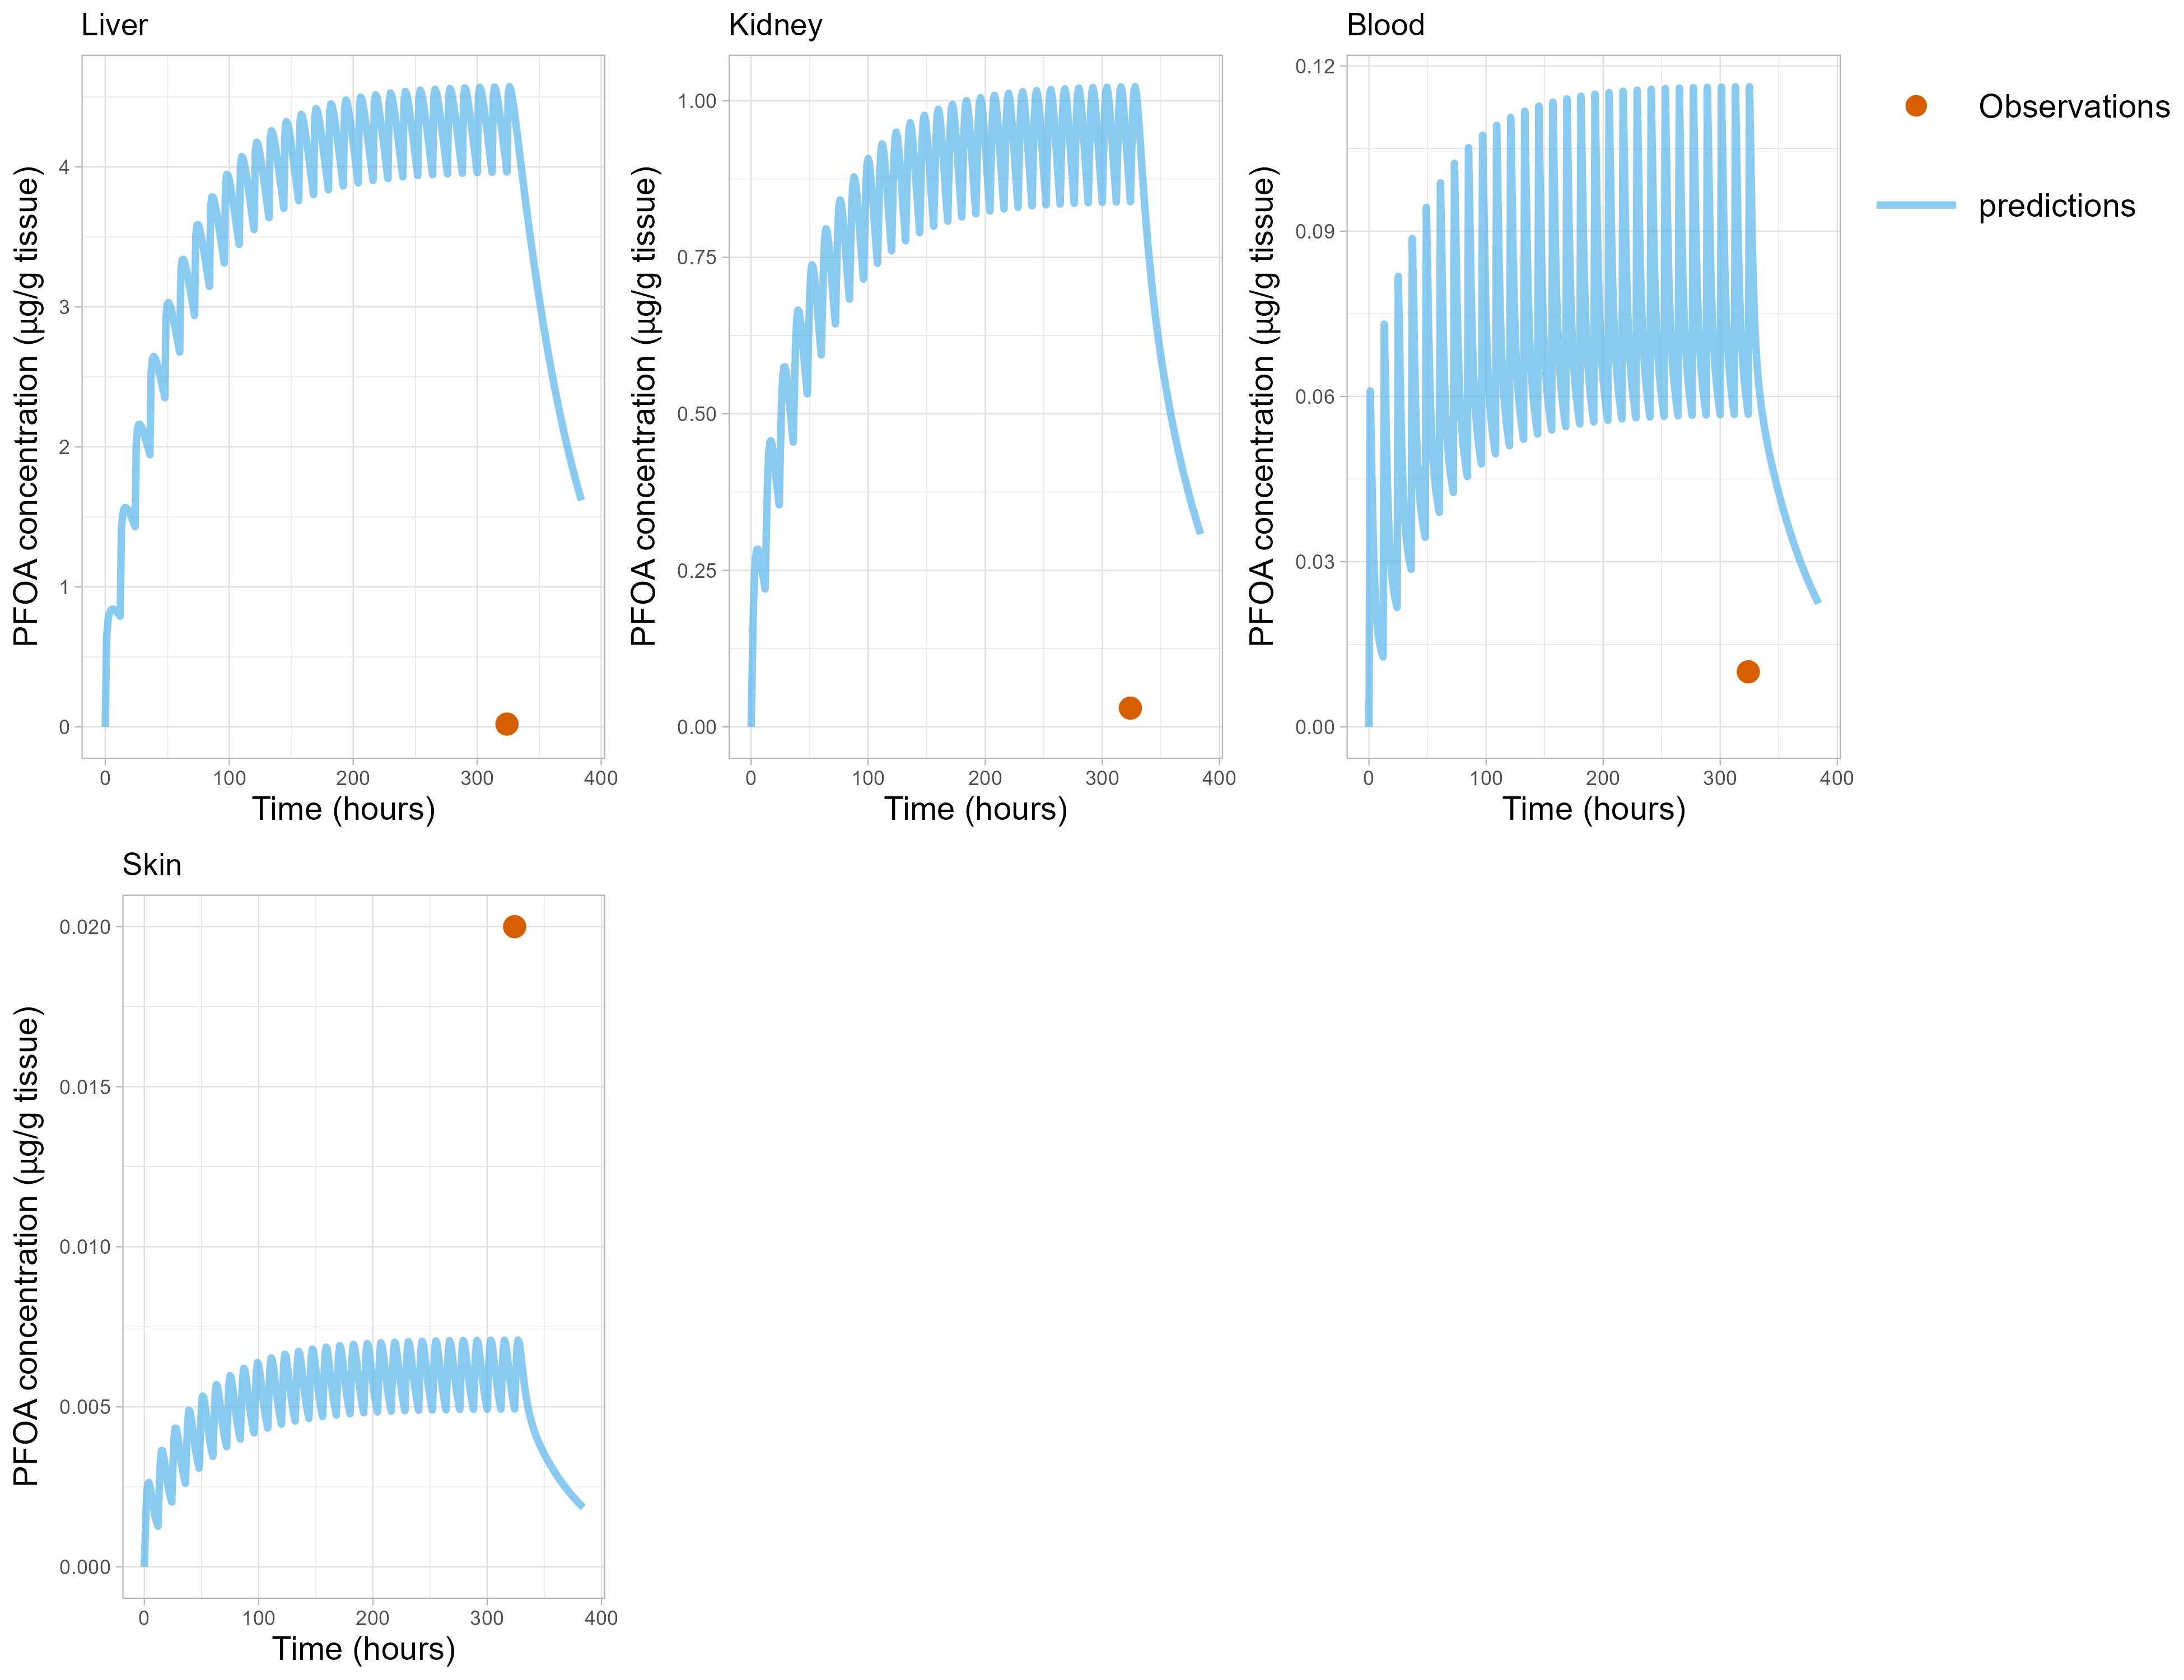 Liver
PFOA concentration (µg/g tissue)
4
3
2
1
0
0 100 200 300 400
Time (hours)
Kidney
PFOA concentration (µg/g tissue)
1.00
0.75
0.50
0.25
0.00
0 100 200 300 400
Time (hours)
Blood
PFOA concentration (µg/g tissue)
0.12
0.09
0.06
0.03
0.00
0 100 200 300 400
Time (hours)
Observations
predictions
Skin
PFOA concentration (µg/g tissue)
0.020
0.015
0.010
0.005
0.000
0 100 200 300 400
Time (hours)